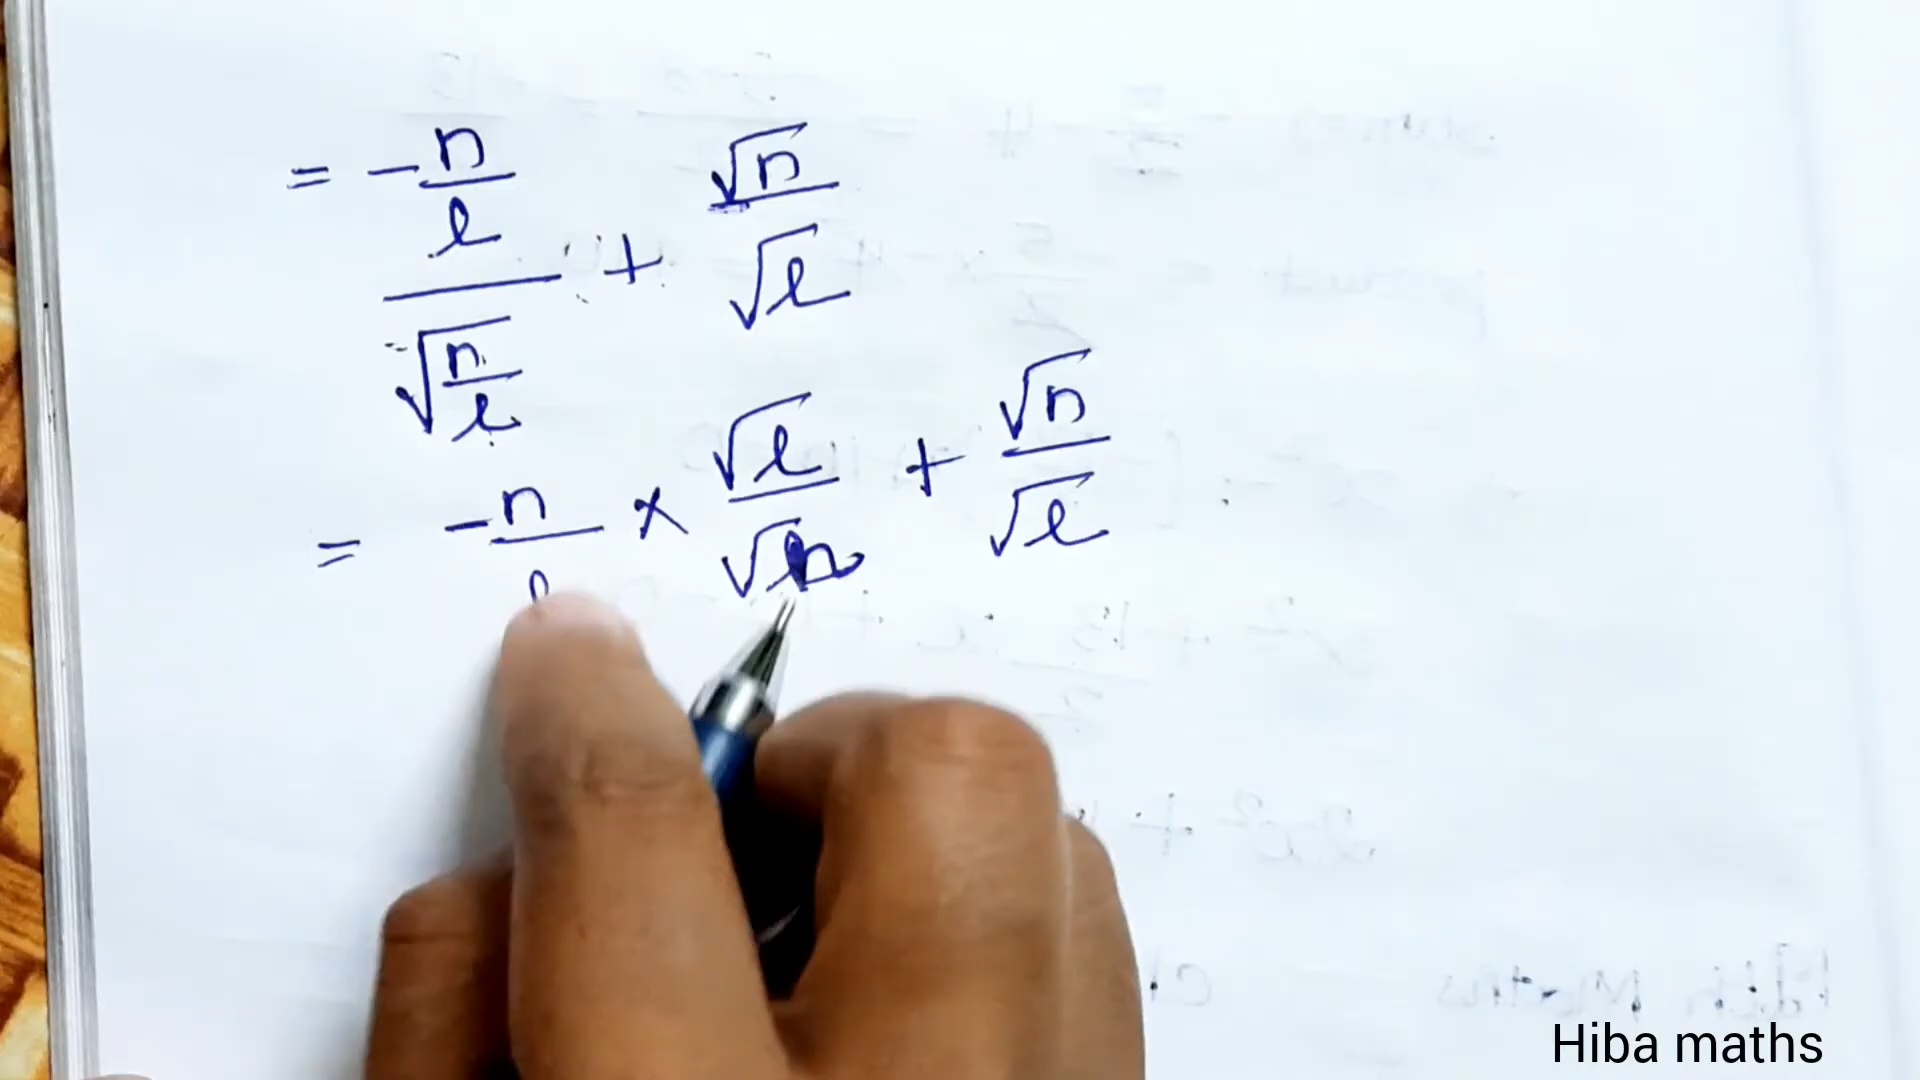 = -n/l / √(n/l) + √n/√l
= -n/l × √l/√n + √n/√l
Hiba maths